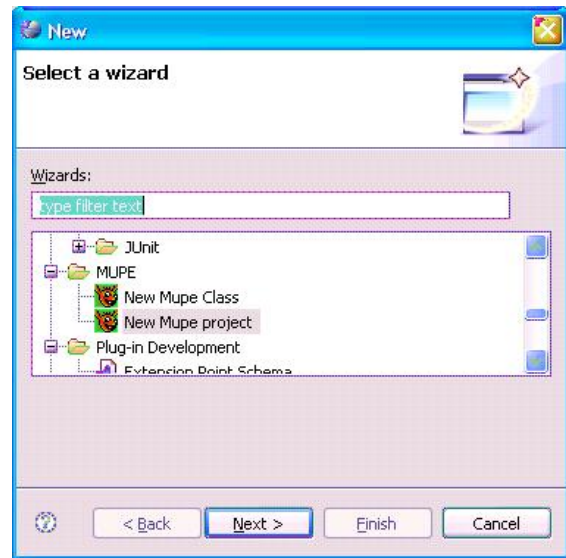 New
Select a wizard
Wizards:
type filter text
JUnit
MUPE
New Mupe Class
New Mupe project
Plug-in Development
Extension Point Schema
< Back
Next >
Finish
Cancel